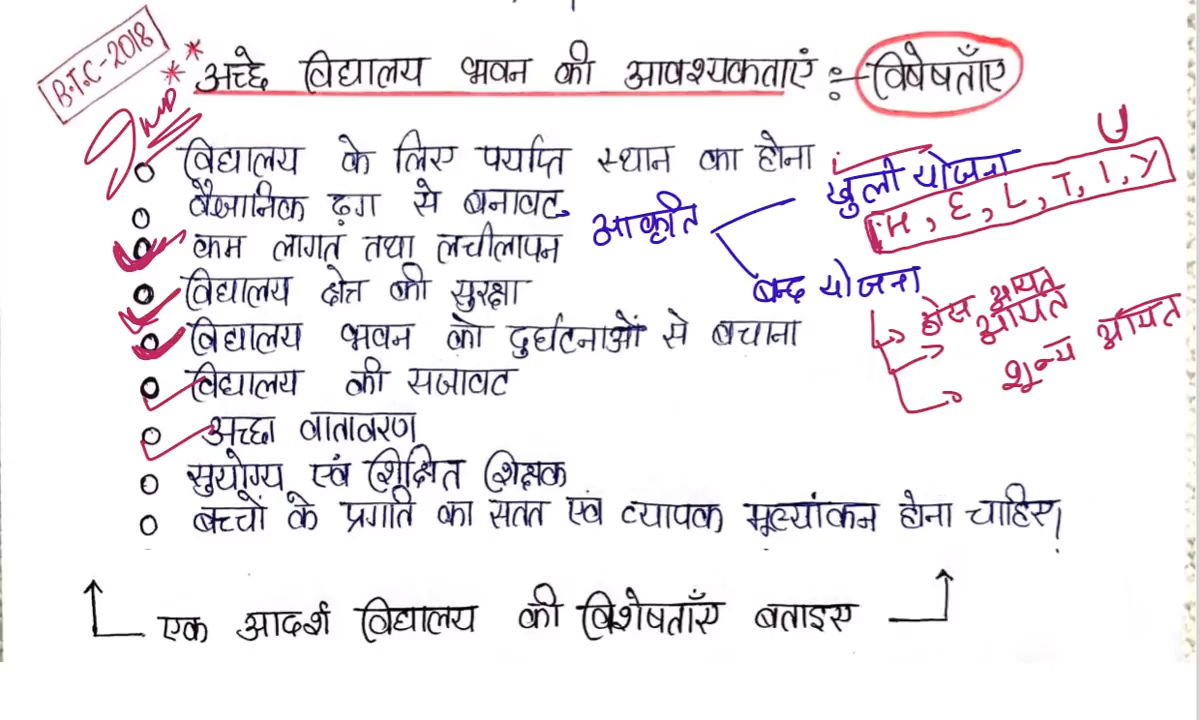 B.T.C-2018
Imp
अच्छे विद्यालय भवन की आवश्यकताएं :- विषेषताएँ
विद्यालय के लिए पर्याप्त स्थान का होना
वैज्ञानिक ढ़ग से बनावट
आकृति
खुली योजना
H, E, L, T, I, Y
U
कम लागत तथा लचीलापन
बन्द योजना
विद्यालय क्षेत्र की सुरक्षा
ठोस आयत
आयत
विद्यालय भवन को दुर्घटनाओं से बचाना
शून्य आयत
विद्यालय की सजावट
अच्छा वातावरण
सुयोग्य एवं शिक्षित शिक्षक
बच्चों के प्रगति का सतत एवं व्यापक मूल्यांकन होना चाहिए।
एक आदर्श विद्यालय की विशेषताएँ बताइए